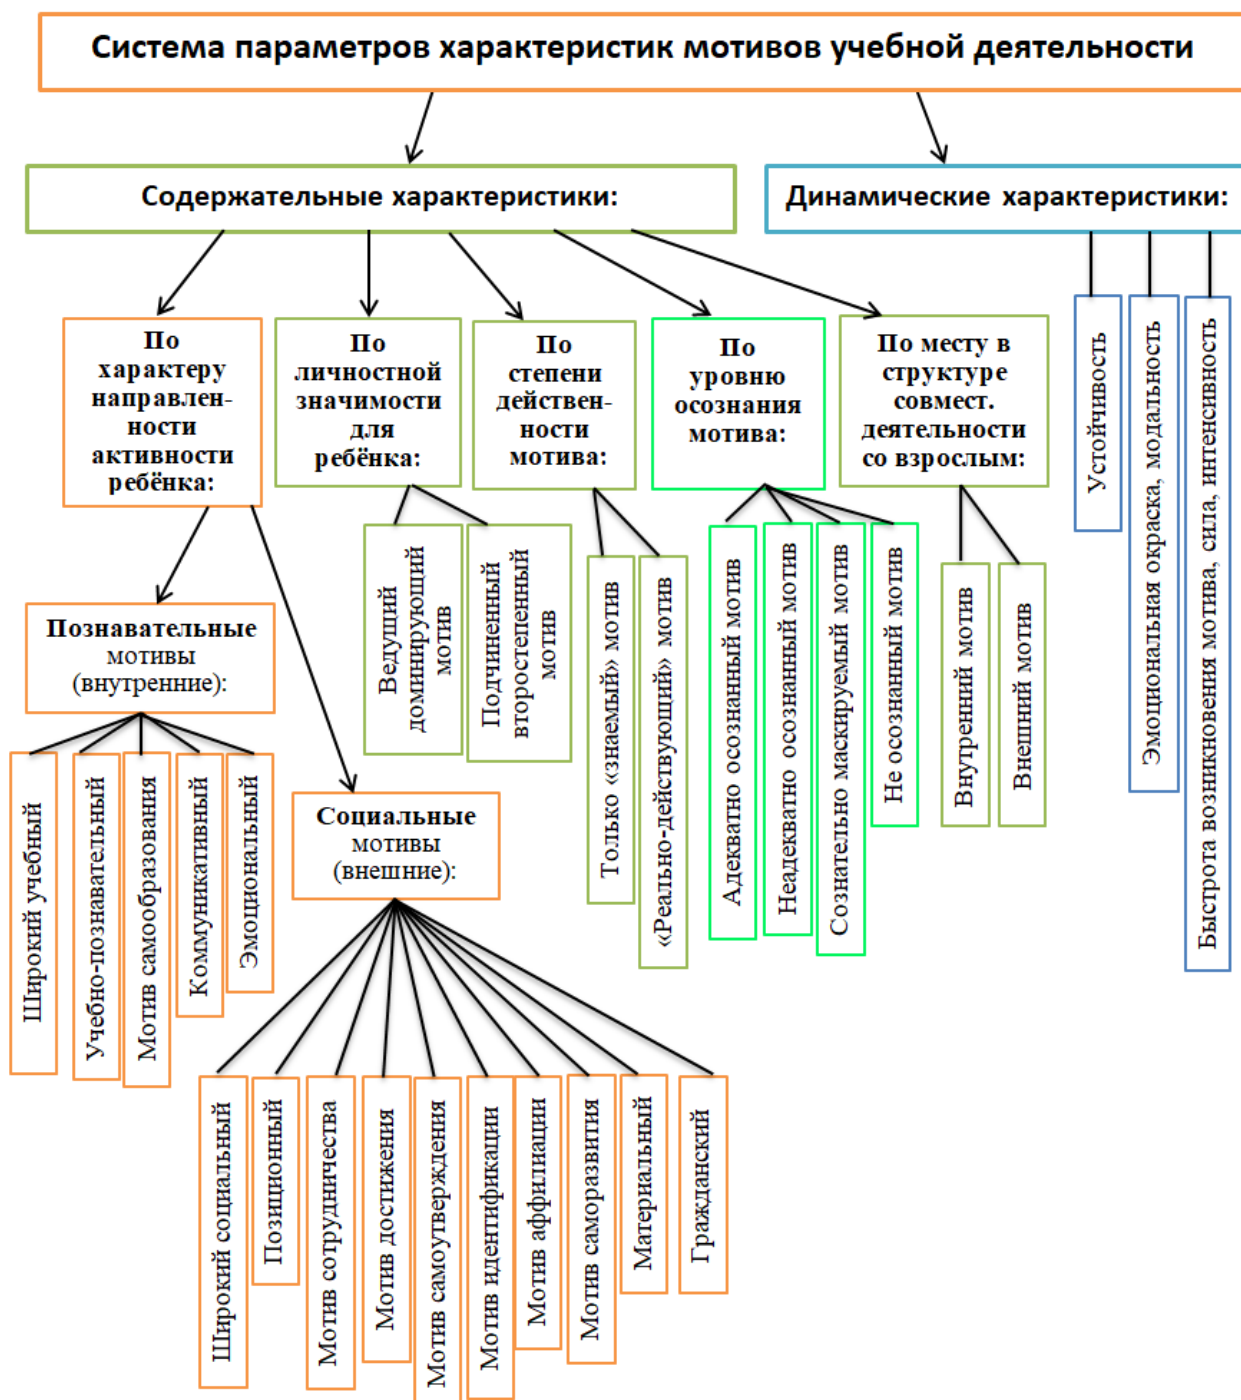 Система параметров характеристик мотивов учебной деятельности
Содержательные характеристики:
Динамические характеристики:
По
характеру
направлен-
ности
активности
ребёнка:
По
личностной
значимости
для
ребёнка:
По
степени
действен-
ности
мотива:
По
уровню
осознания
мотива:
По месту в
структуре
совмест.
деятельности
со взрослым:
Устойчивость
Эмоциональная окраска, модальность
Быстрота возникновения мотива, сила, интенсивность
Ведущий
доминирующий
мотив
Подчиненный
второстепенный
мотив
Только «знаемый» мотив
«Реально-действующий» мотив
Адекватно осознанный мотив
Неадекватно осознанный мотив
Сознательно маскируемый мотив
Не осознанный мотив
Внутренний мотив
Внешний мотив
Познавательные
мотивы
(внутренние):
Широкий учебный
Учебно-познавательный
Мотив самообразования
Коммуникативный
Эмоциональный
Социальные
мотивы
(внешние):
Широкий социальный
Позиционный
Мотив сотрудничества
Мотив достижения
Мотив самоутверждения
Мотив идентификации
Мотив аффилиации
Мотив саморазвития
Материальный
Гражданский